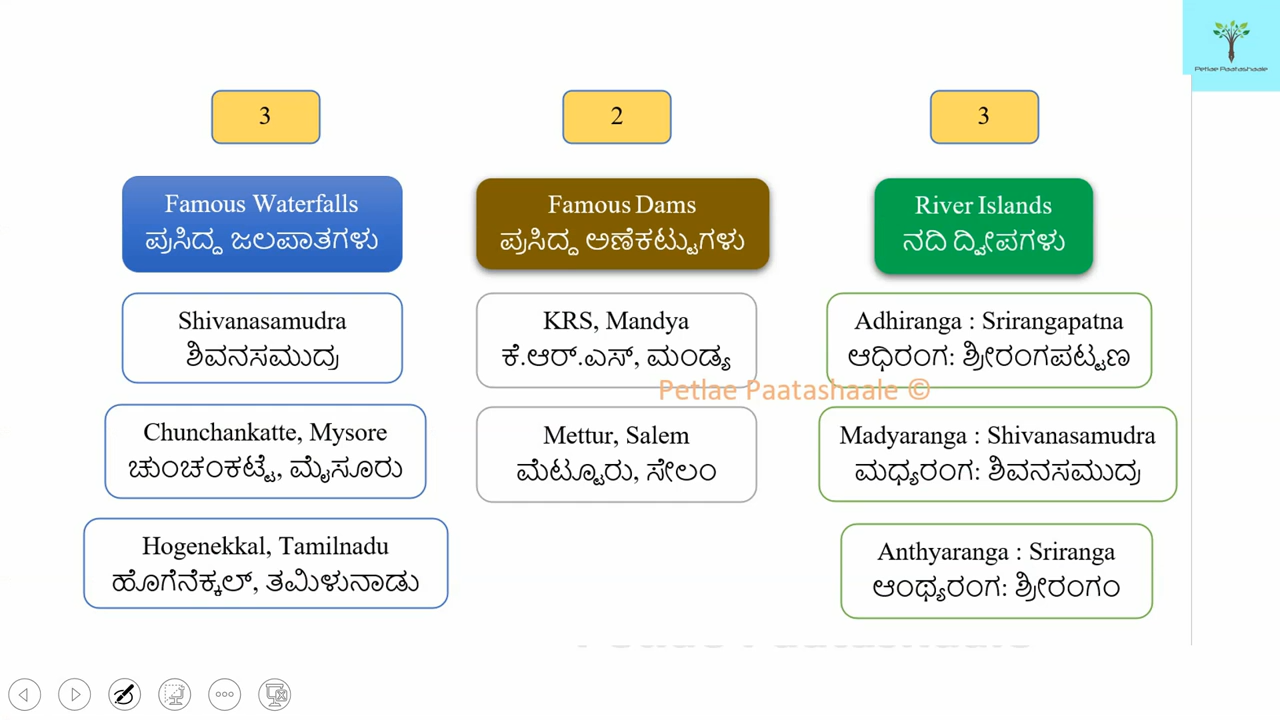 Petlae Paatashaale
3
2
3
Famous Waterfalls
ಪ್ರಸಿದ್ದ ಜಲಪಾತಗಳು
Famous Dams
ಪ್ರಸಿದ್ದ ಅಣೆಕಟ್ಟುಗಳು
River Islands
ನದಿ ದ್ವೀಪಗಳು
Shivanasamudra
ಶಿವನಸಮುದ್ರ
KRS, Mandya
ಕೆ.ಆರ್.ಎಸ್, ಮಂಡ್ಯ
Adhiranga : Srirangapatna
ಆಧಿರಂಗ: ಶ್ರೀರಂಗಪಟ್ಟಣ
Petlae Paatashaale ©
Chunchankatte, Mysore
ಚುಂಚಂಕಟ್ಟೆ, ಮೈಸೂರು
Mettur, Salem
ಮೆಟ್ಟೂರು, ಸೇಲಂ
Madyaranga : Shivanasamudra
ಮಧ್ಯರಂಗ: ಶಿವನಸಮುದ್ರ
Hogenekkal, Tamilnadu
ಹೊಗೆನೆಕ್ಕಲ್, ತಮಿಳುನಾಡು
Anthyaranga : Sriranga
ಆಂಥ್ಯರಂಗ: ಶ್ರೀರಂಗಂ